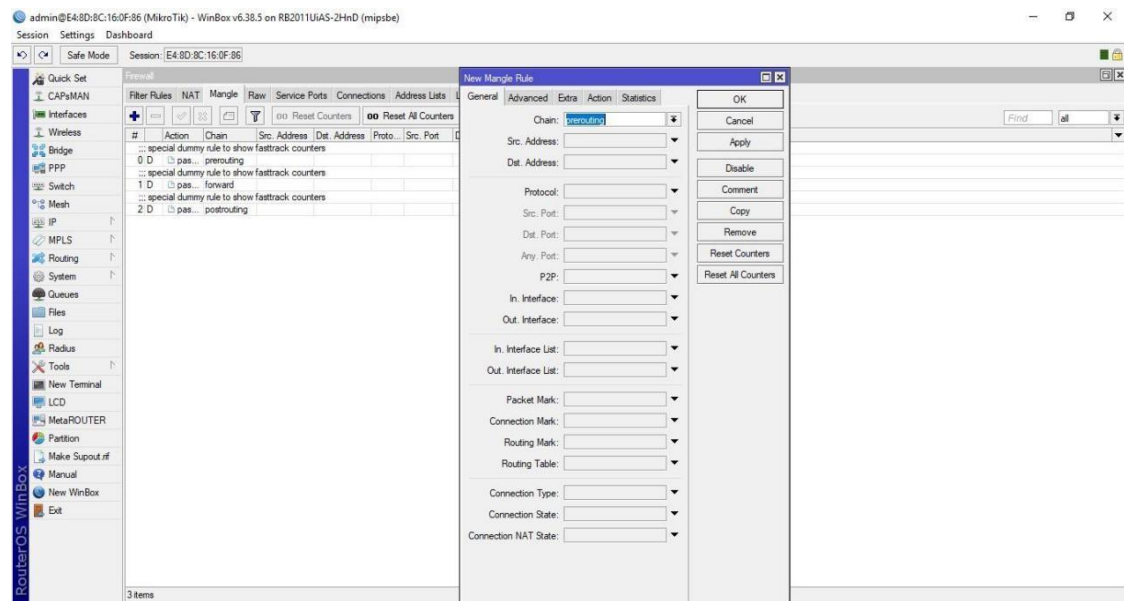 admin@E4:8D:8C:16:0F:86 (MikroTik) - WinBox v6.38.5 on RB2011UiAS-2HnD (mipsbe)
Session Settings Dashboard
Safe Mode Session: E4:8D:8C:16:0F:86
Quick Set
CAPsMAN
Interfaces
Wireless
Bridge
PPP
Switch
Mesh
IP
MPLS
Routing
System
Queues
Files
Log
Radius
Tools
New Terminal
LCD
MetaROUTER
Partition
Make Supout.rif
Manual
New WinBox
Exit
RouterOS WinBox
Firewall
Filter Rules NAT Mangle Raw Service Ports Connections Address Lists L
00 Reset Counters 00 Reset All Counters
Find all
# Action Chain Src. Address Dst. Address Proto... Src. Port D
::: special dummy rule to show fasttrack counters
0 D pas... prerouting
::: special dummy rule to show fasttrack counters
1 D pas... forward
::: special dummy rule to show fasttrack counters
2 D pas... postrouting
3 items
New Mangle Rule
General Advanced Extra Action Statistics
Chain: prerouting
Src. Address:
Dst. Address:
Protocol:
Src. Port:
Dst. Port:
Any. Port:
P2P:
In. Interface:
Out. Interface:
In. Interface List:
Out. Interface List:
Packet Mark:
Connection Mark:
Routing Mark:
Routing Table:
Connection Type:
Connection State:
Connection NAT State:
OK
Cancel
Apply
Disable
Comment
Copy
Remove
Reset Counters
Reset All Counters